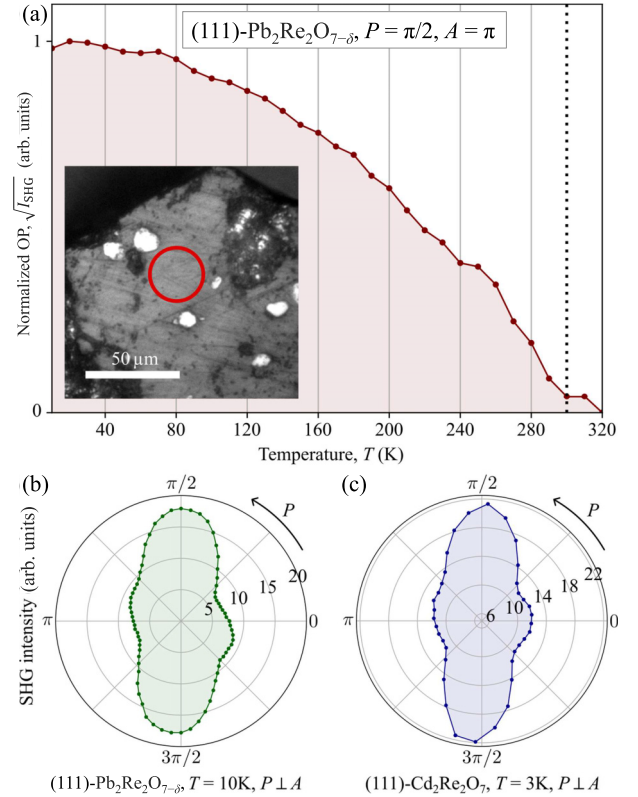 (a)
(111)-Pb₂Re₂O₇₋δ, P = π/2, A = π
Normalized OP, √I_SHG (arb. units)
1
0
50 μm
40 80 120 160 200 240 280 320
Temperature, T (K)
(b)
(c)
π/2
π/2
P
P
SHG intensity (arb. units)
π
0
5 10 15 20
π
0
6 10 14 18 22
3π/2
3π/2
(111)-Pb₂Re₂O₇₋δ, T = 10K, P ⊥ A
(111)-Cd₂Re₂O₇, T = 3K, P ⊥ A